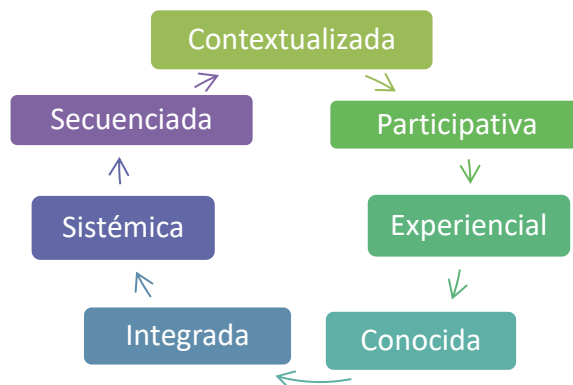 Contextualizada
Participativa
Experiencial
Conocida
Integrada
Sistémica
Secuenciada